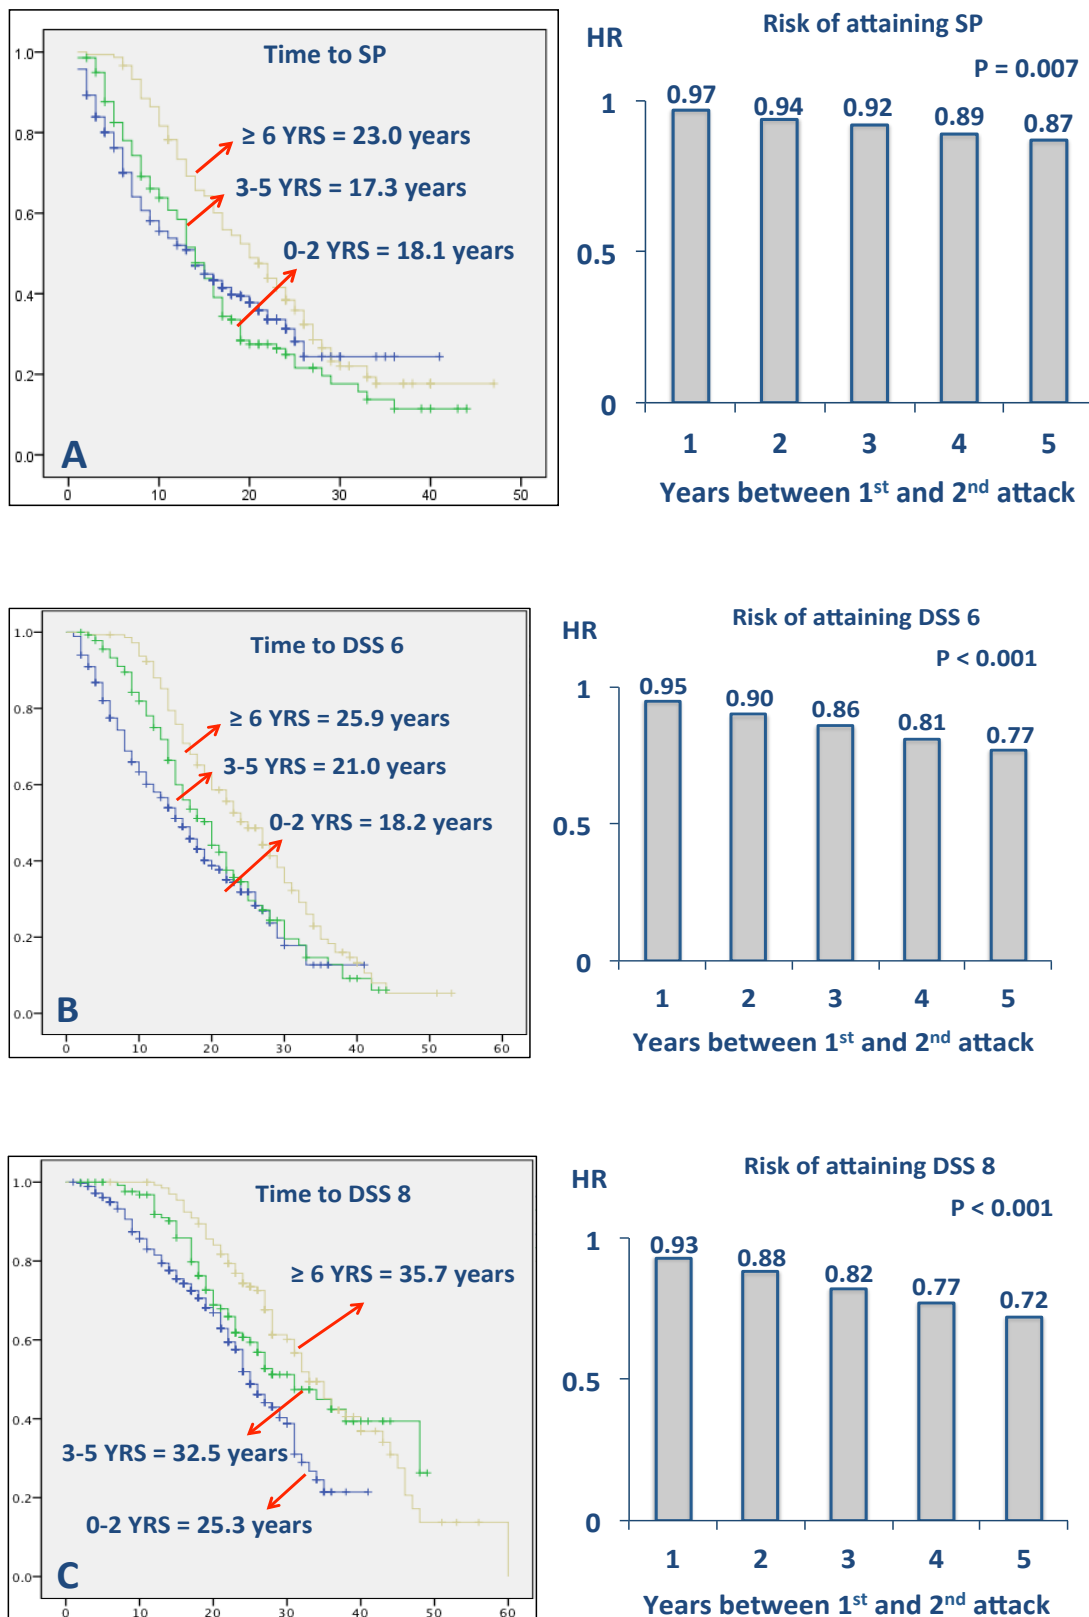 Time to SP
1.0
0.8
0.6
0.4
0.2
0.0
≥ 6 YRS = 23.0 years
3-5 YRS = 17.3 years
0-2 YRS = 18.1 years
A
0 10 20 30 40 50
Risk of attaining SP
HR
P = 0.007
1
0.5
0
0.97 0.94 0.92 0.89 0.87
1 2 3 4 5
Years between 1st and 2nd attack
Time to DSS 6
1.0
0.8
0.6
0.4
0.2
0.0
≥ 6 YRS = 25.9 years
3-5 YRS = 21.0 years
0-2 YRS = 18.2 years
B
0 10 20 30 40 50 60
Risk of attaining DSS 6
HR
P < 0.001
1
0.5
0
0.95 0.90 0.86 0.81 0.77
1 2 3 4 5
Years between 1st and 2nd attack
Time to DSS 8
1.0
0.8
0.6
0.4
0.2
0.0
≥ 6 YRS = 35.7 years
3-5 YRS = 32.5 years
0-2 YRS = 25.3 years
C
0 10 20 30 40 50 60
Risk of attaining DSS 8
HR
P < 0.001
1
0.5
0
0.93 0.88 0.82 0.77 0.72
1 2 3 4 5
Years between 1st and 2nd attack